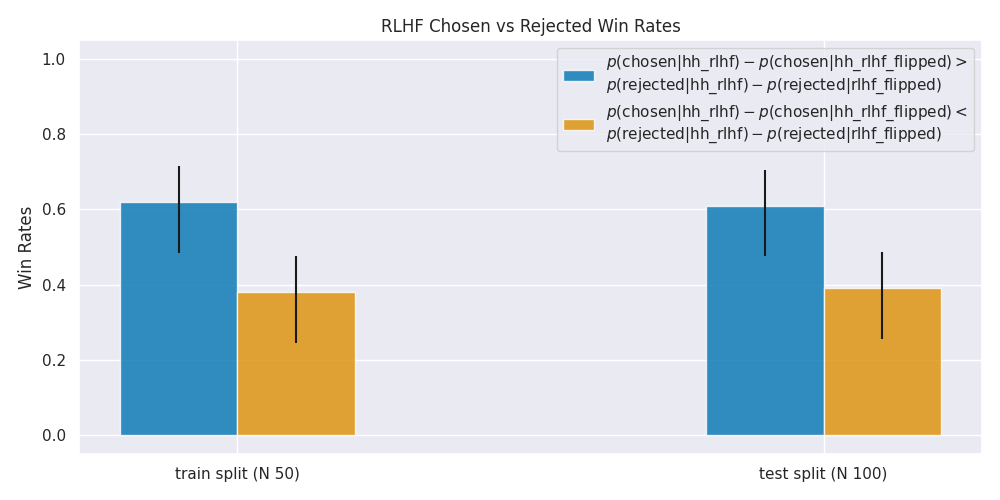 RLHF Chosen vs Rejected Win Rates
p(chosen|hh_rlhf) − p(chosen|hh_rlhf_flipped) >
p(rejected|hh_rlhf) − p(rejected|rlhf_flipped)
p(chosen|hh_rlhf) − p(chosen|hh_rlhf_flipped) <
p(rejected|hh_rlhf) − p(rejected|rlhf_flipped)
Win Rates
1.0
0.8
0.6
0.4
0.2
0.0
train split (N 50)
test split (N 100)